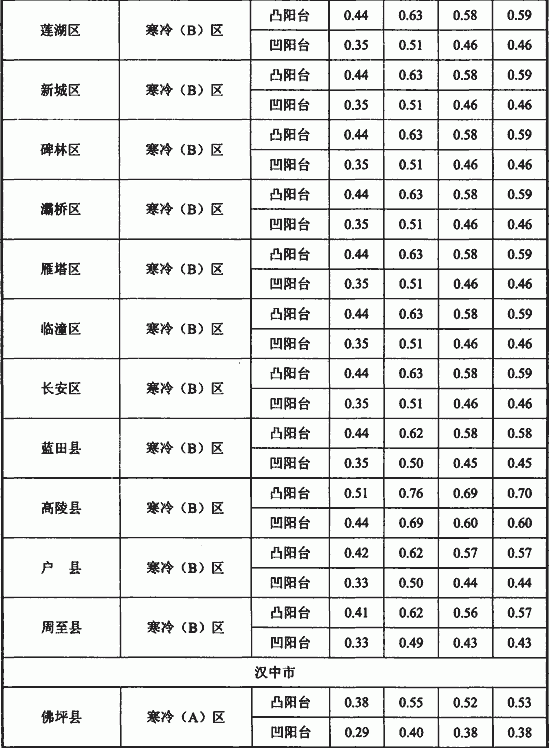 莲湖区 寒冷（B）区 凸阳台 0.44 0.63 0.58 0.59
凹阳台 0.35 0.51 0.46 0.46
新城区 寒冷（B）区 凸阳台 0.44 0.63 0.58 0.59
凹阳台 0.35 0.51 0.46 0.46
碑林区 寒冷（B）区 凸阳台 0.44 0.63 0.58 0.59
凹阳台 0.35 0.51 0.46 0.46
灞桥区 寒冷（B）区 凸阳台 0.44 0.63 0.58 0.59
凹阳台 0.35 0.51 0.46 0.46
雁塔区 寒冷（B）区 凸阳台 0.44 0.63 0.58 0.59
凹阳台 0.35 0.51 0.46 0.46
临潼区 寒冷（B）区 凸阳台 0.44 0.63 0.58 0.59
凹阳台 0.35 0.51 0.46 0.46
长安区 寒冷（B）区 凸阳台 0.44 0.63 0.58 0.59
凹阳台 0.35 0.51 0.46 0.46
蓝田县 寒冷（B）区 凸阳台 0.44 0.62 0.58 0.58
凹阳台 0.35 0.50 0.45 0.45
高陵县 寒冷（B）区 凸阳台 0.51 0.76 0.69 0.70
凹阳台 0.44 0.69 0.60 0.60
户 县 寒冷（B）区 凸阳台 0.42 0.62 0.57 0.57
凹阳台 0.33 0.50 0.44 0.44
周至县 寒冷（B）区 凸阳台 0.41 0.62 0.56 0.57
凹阳台 0.33 0.49 0.43 0.43
汉中市
佛坪县 寒冷（A）区 凸阳台 0.38 0.55 0.52 0.53
凹阳台 0.29 0.40 0.38 0.38